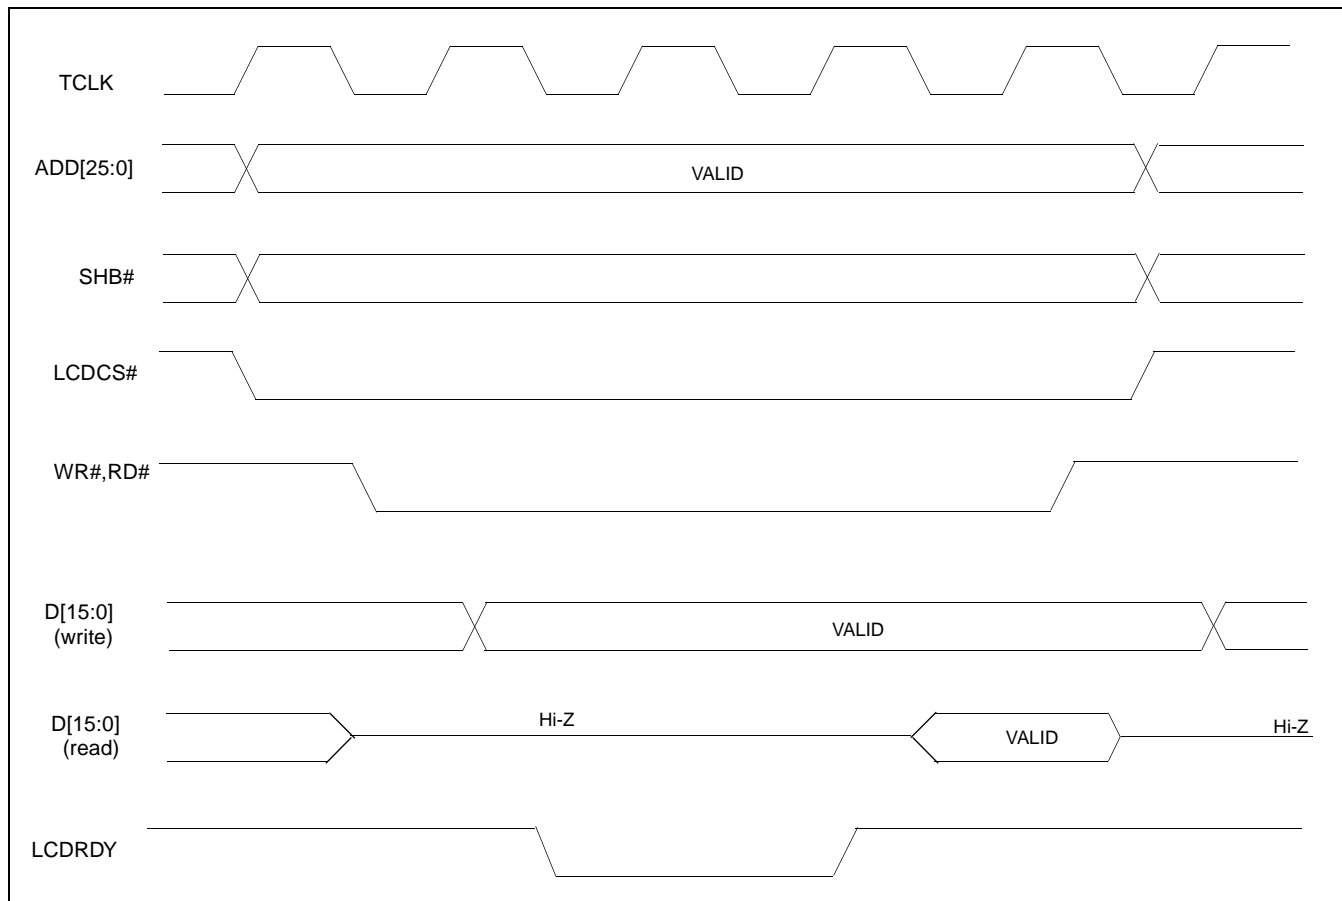 TCLK
ADD[25:0]
VALID
SHB#
LCDCS#
WR#,RD#
D[15:0]
(write)
VALID
D[15:0]
(read)
Hi-Z
VALID
Hi-Z
LCDRDY